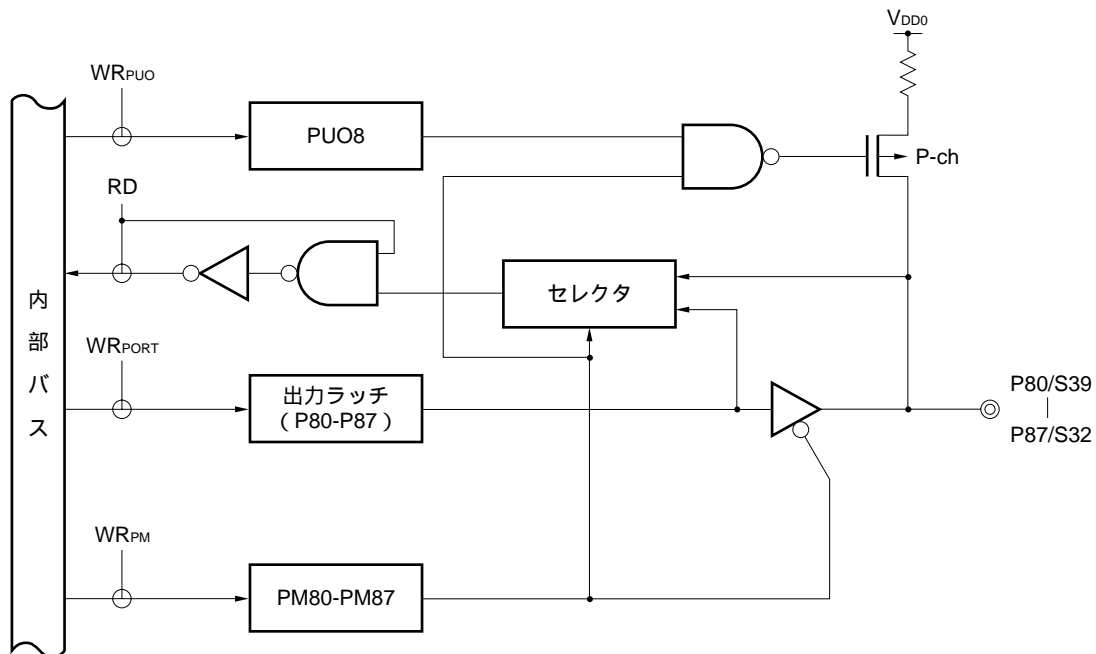 VDD0
WRPUO
PUO8
P-ch
RD
セレクタ
内部バス
WRPORT
出力ラッチ
(P80-P87)
P80/S39
P87/S32
WRPM
PM80-PM87